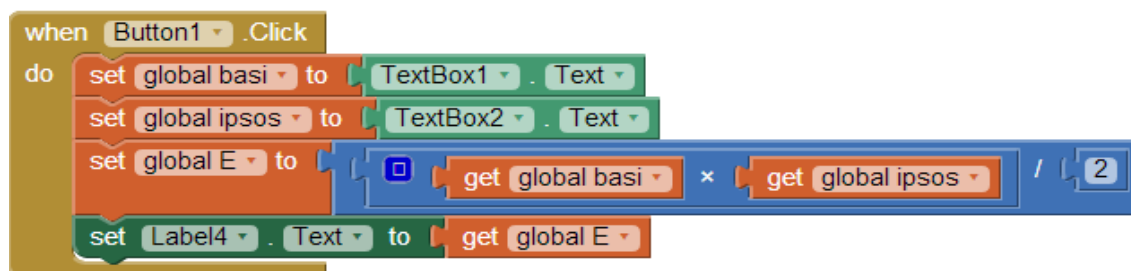 when Button1 .Click
do set global basi to TextBox1 . Text
set global ipsos to TextBox2 . Text
set global E to get global basi × get global ipsos / 2
set Label4 . Text to get global E